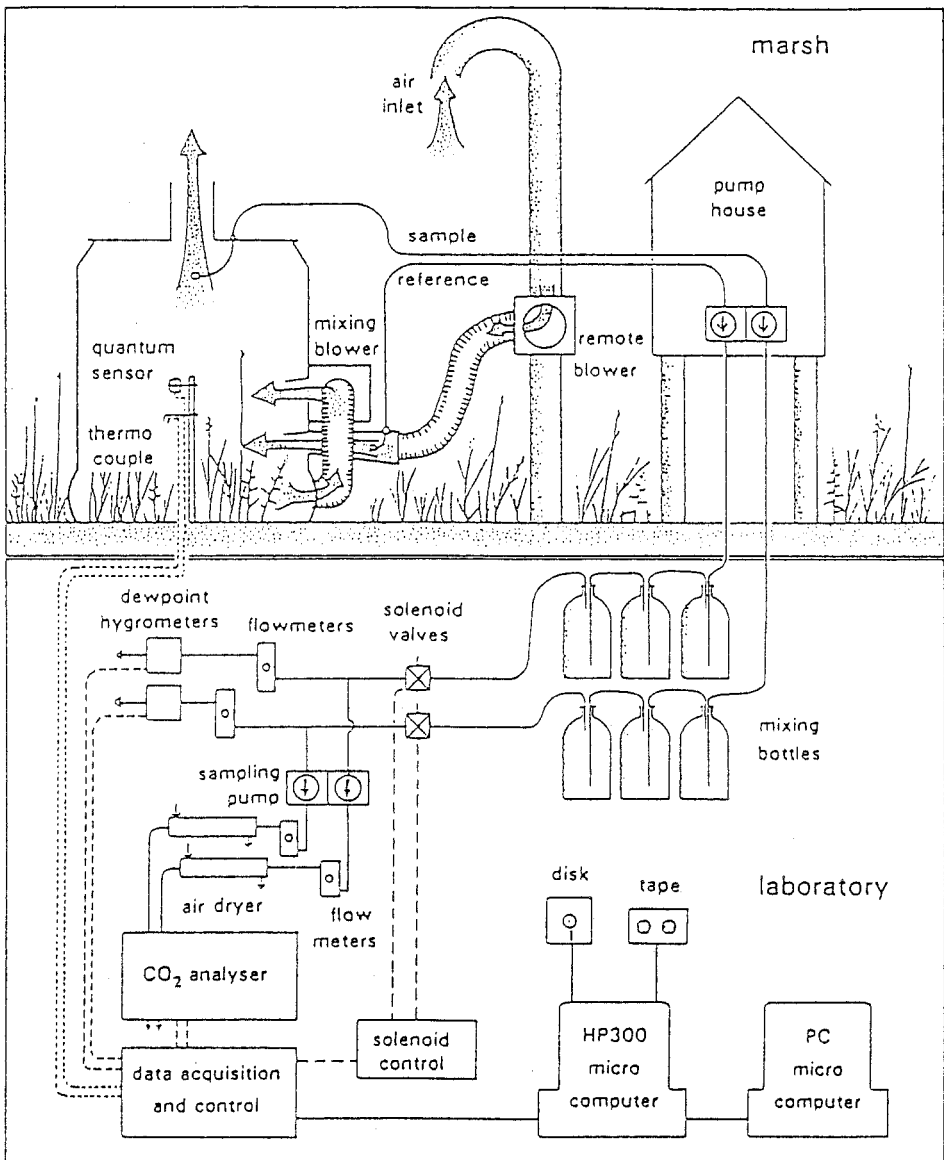 marsh
air
inlet
pump
house
sample
reference
mixing
blower
remote
blower
quantum
sensor
thermo
couple
dewpoint
hygrometers
flowmeters
solenoid
valves
mixing
bottles
sampling
pump
air dryer
flow
meters
disk
tape
laboratory
CO₂ analyser
solenoid
control
data acquisition
and control
HP300
micro
computer
PC
micro
computer